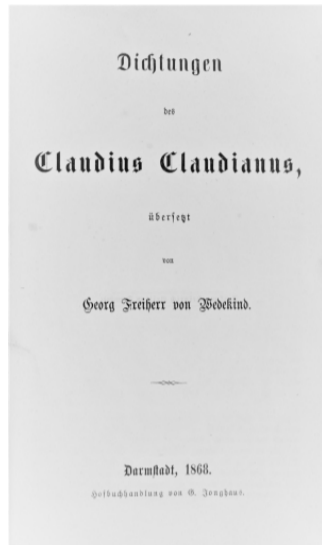 Dichtungen
des
Claudius Claudianus,
übersetzt
von
Georg Freiherr von Wedekind.
Darmstadt, 1868.
Hofbuchhandlung von G. Jonghaus.